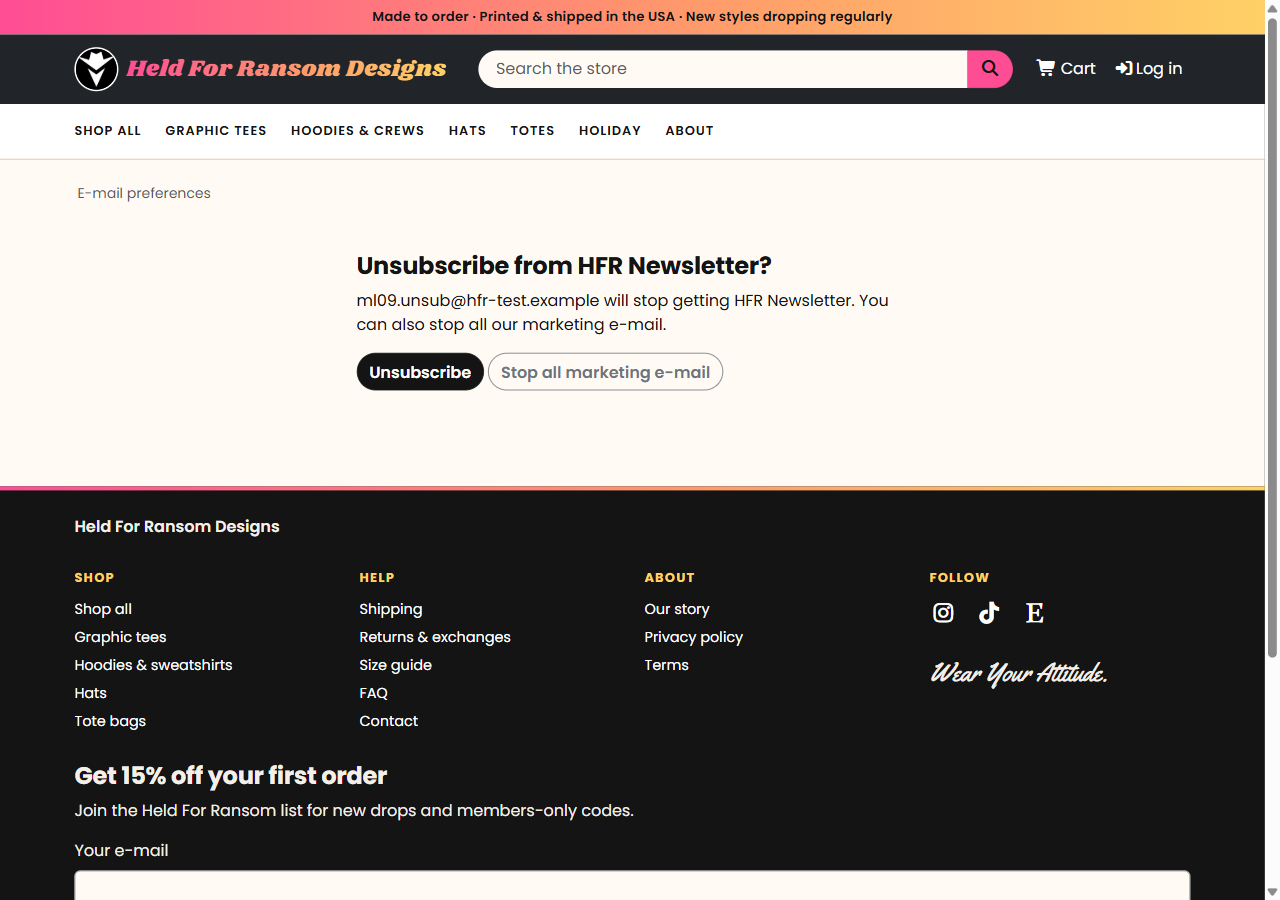 Made to order · Printed & shipped in the USA · New styles dropping regularly
Held For Ransom Designs
Search the store
Cart
Log in
SHOP ALL
GRAPHIC TEES
HOODIES & CREWS
HATS
TOTES
HOLIDAY
ABOUT
E-mail preferences
Unsubscribe from HFR Newsletter?
ml09.unsub@hfr-test.example will stop getting HFR Newsletter. You
can also stop all our marketing e-mail.
Unsubscribe
Stop all marketing e-mail
Held For Ransom Designs
SHOP
Shop all
Graphic tees
Hoodies & sweatshirts
Hats
Tote bags
HELP
Shipping
Returns & exchanges
Size guide
FAQ
Contact
ABOUT
Our story
Privacy policy
Terms
FOLLOW
E
Wear Your Attitude.
Get 15% off your first order
Join the Held For Ransom list for new drops and members-only codes.
Your e-mail